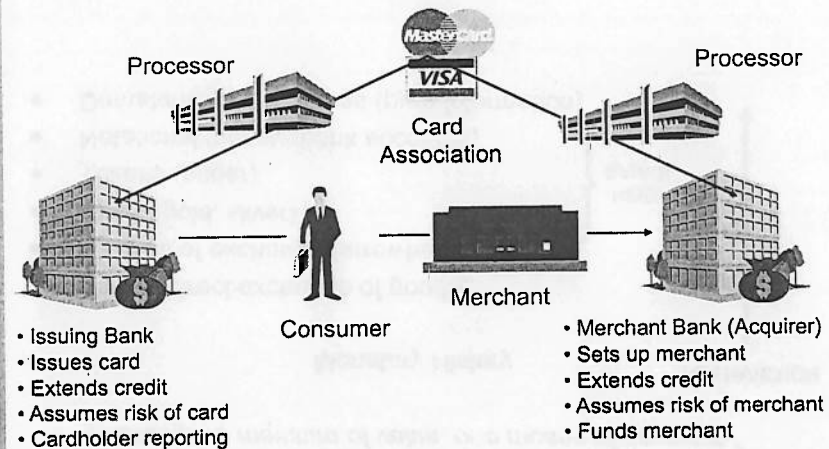 MasterCard
VISA
Processor
Processor
Card
Association
Consumer
Merchant
$
$
• Issuing Bank
• Issues card
• Extends credit
• Assumes risk of card
• Cardholder reporting
• Merchant Bank (Acquirer)
• Sets up merchant
• Extends credit
• Assumes risk of merchant
• Funds merchant